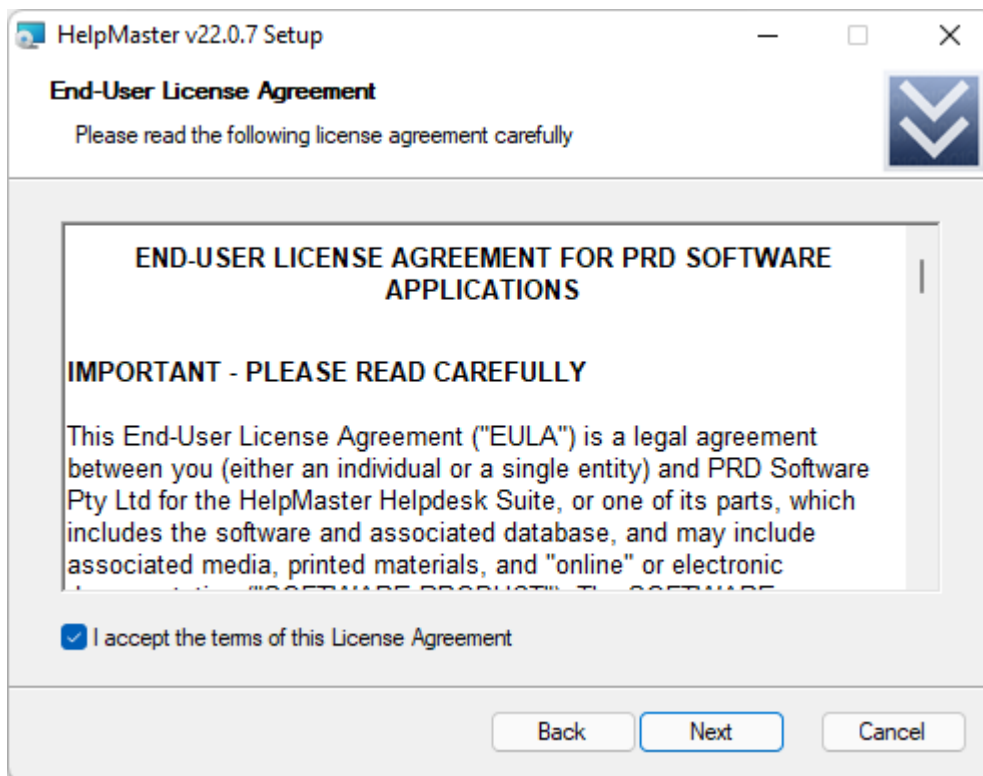 HelpMaster v22.0.7 Setup
End-User License Agreement
Please read the following license agreement carefully
END-USER LICENSE AGREEMENT FOR PRD SOFTWARE
APPLICATIONS
IMPORTANT - PLEASE READ CAREFULLY
This End-User License Agreement ("EULA") is a legal agreement
between you (either an individual or a single entity) and PRD Software
Pty Ltd for the HelpMaster Helpdesk Suite, or one of its parts, which
includes the software and associated database, and may include
associated media, printed materials, and "online" or electronic
I accept the terms of this License Agreement
Back
Next
Cancel